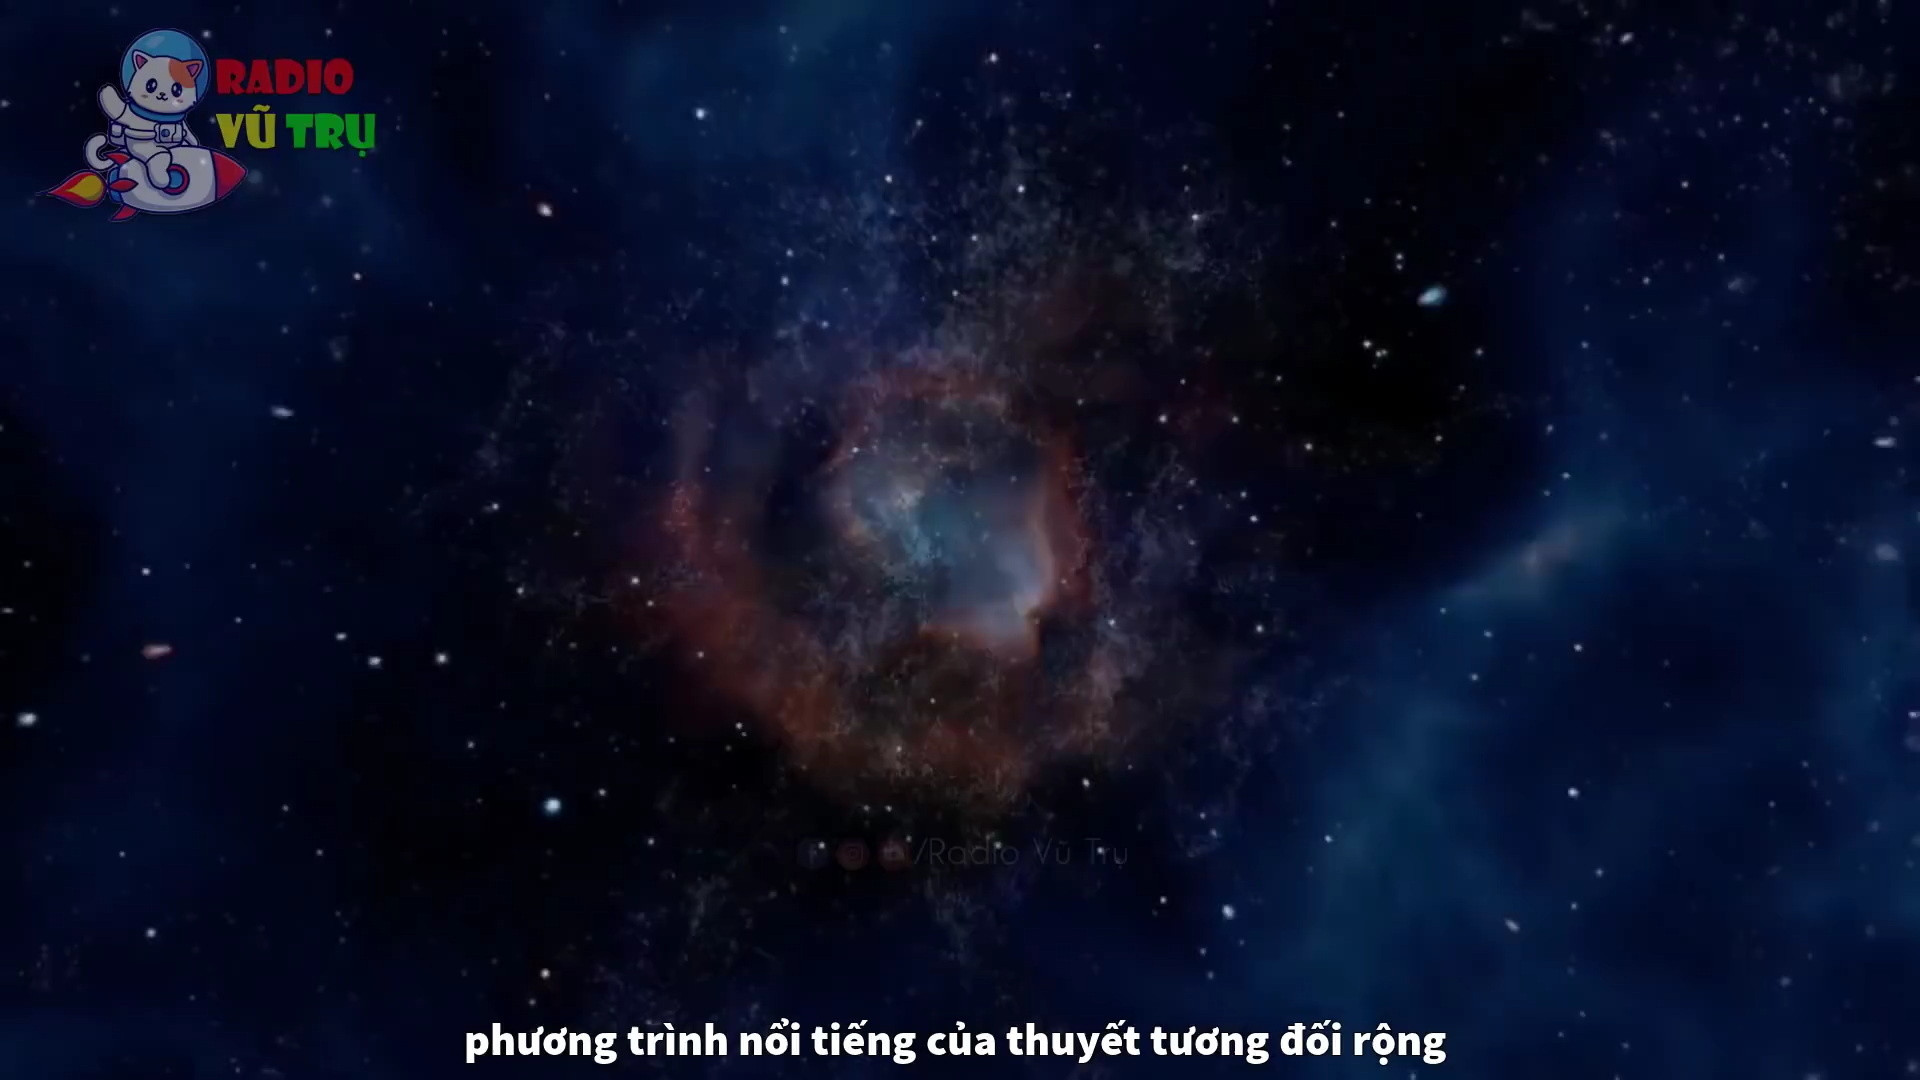 RADIO
VŨ TRỤ
/Radio Vũ Trụ
phương trình nổi tiếng của thuyết tương đối rộng